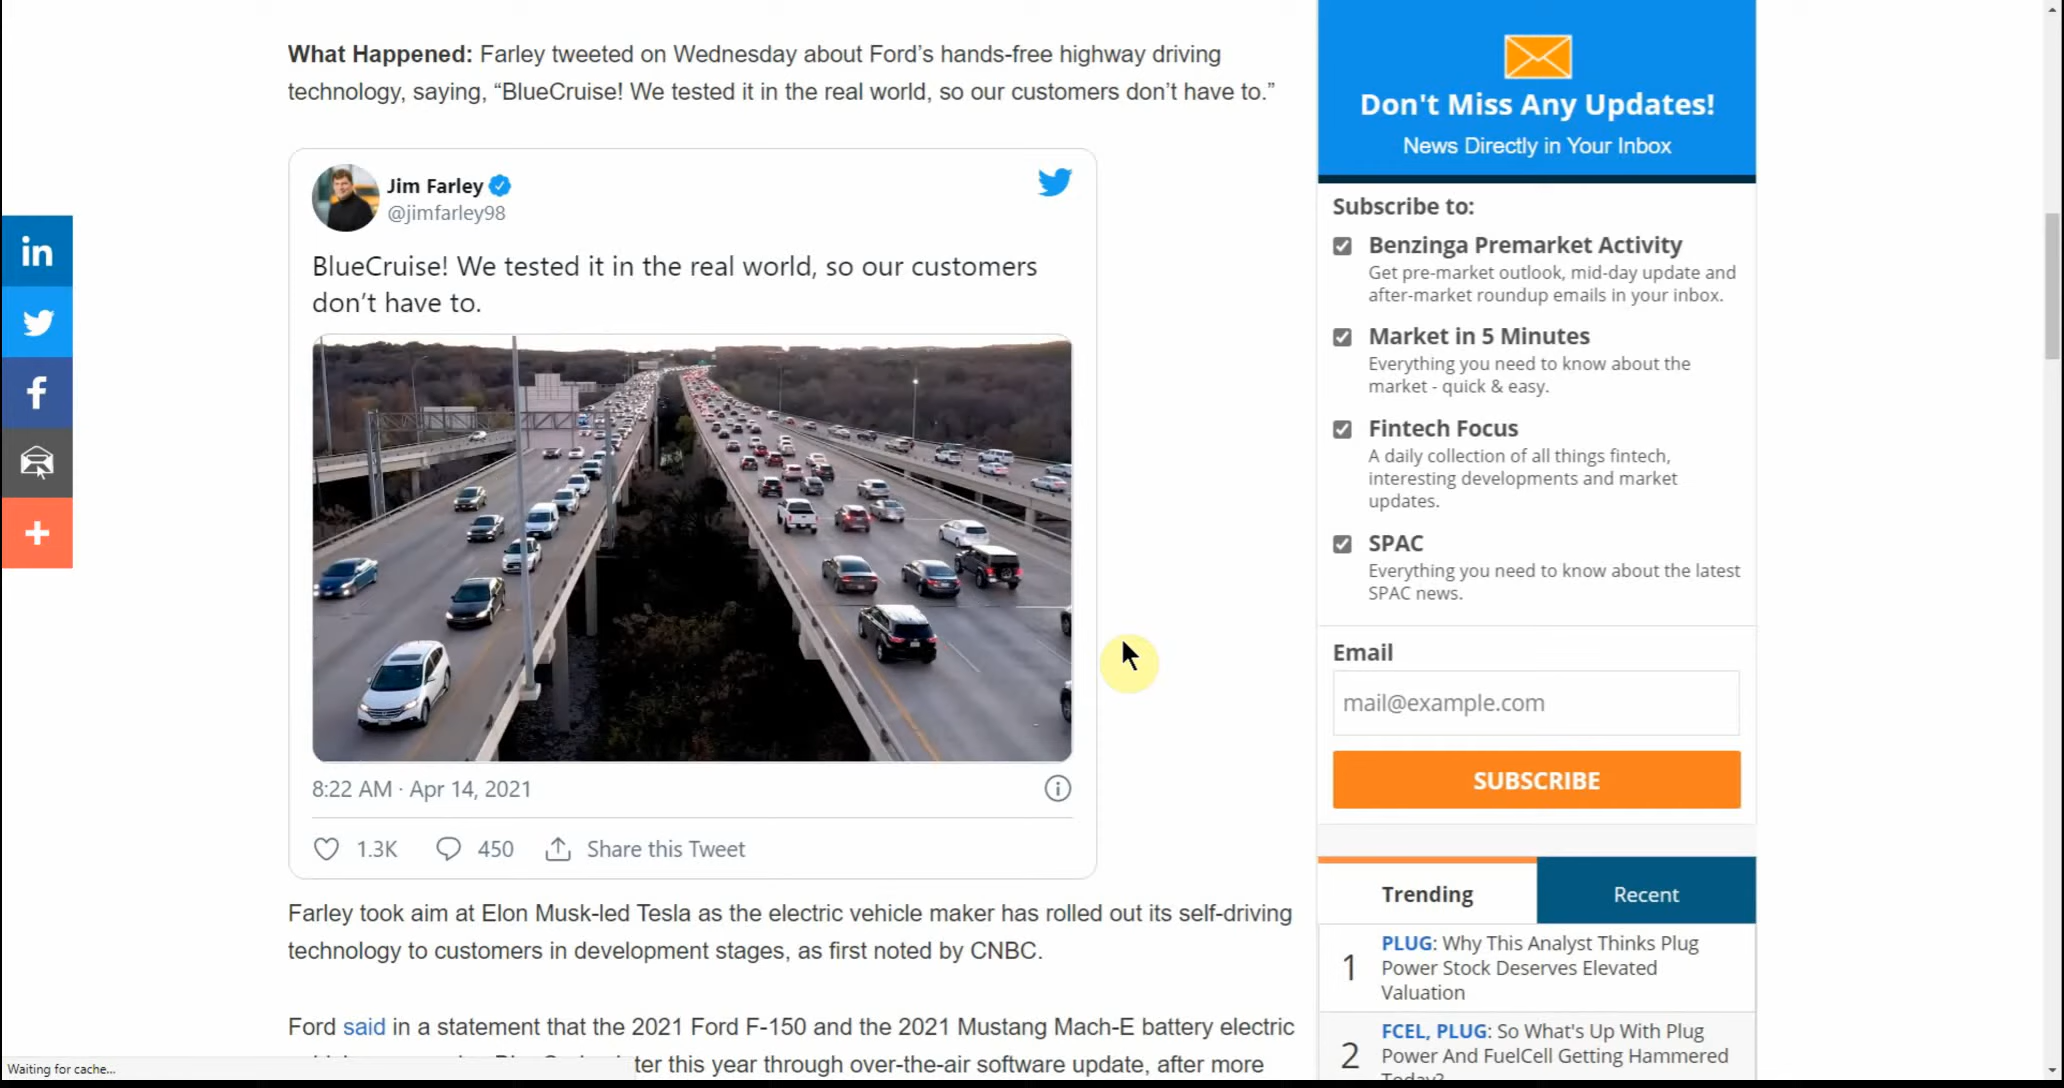 What Happened: Farley tweeted on Wednesday about Ford’s hands-free highway driving
technology, saying, “BlueCruise! We tested it in the real world, so our customers don’t have to.”
Jim Farley
@jimfarley98
BlueCruise! We tested it in the real world, so our customers
don’t have to.
8:22 AM · Apr 14, 2021
1.3K 450 Share this Tweet
Farley took aim at Elon Musk-led Tesla as the electric vehicle maker has rolled out its self-driving
technology to customers in development stages, as first noted by CNBC.
Ford said in a statement that the 2021 Ford F-150 and the 2021 Mustang Mach-E battery electric
ter this year through over-the-air software update, after more
Waiting for cache...
in
f
Don't Miss Any Updates!
News Directly in Your Inbox
Subscribe to:
Benzinga Premarket Activity
Get pre-market outlook, mid-day update and
after-market roundup emails in your inbox.
Market in 5 Minutes
Everything you need to know about the
market - quick & easy.
Fintech Focus
A daily collection of all things fintech,
interesting developments and market
updates.
SPAC
Everything you need to know about the latest
SPAC news.
Email
mail@example.com
SUBSCRIBE
Trending Recent
1
PLUG: Why This Analyst Thinks Plug
Power Stock Deserves Elevated
Valuation
2
FCEL, PLUG: So What's Up With Plug
Power And FuelCell Getting Hammered
Today?